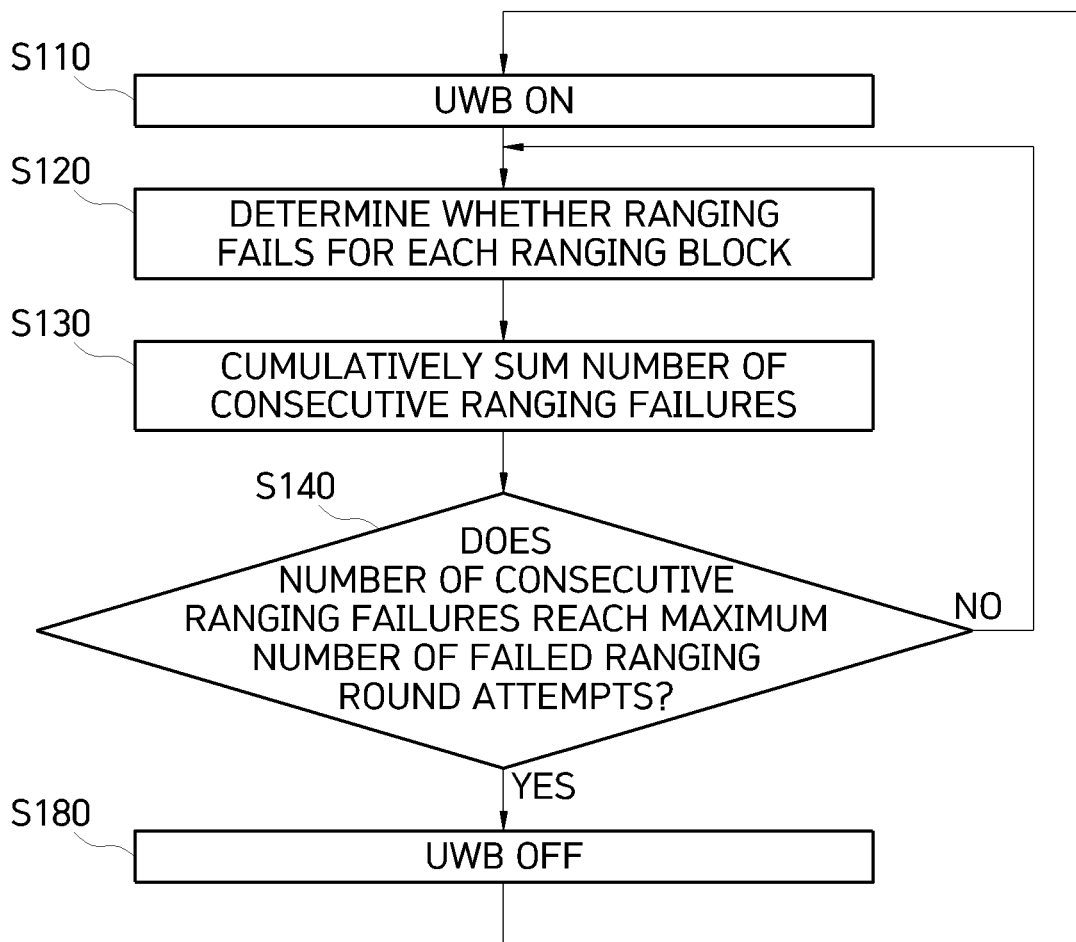 S110
UWB ON
S120
DETERMINE WHETHER RANGING
FAILS FOR EACH RANGING BLOCK
S130
CUMULATIVELY SUM NUMBER OF
CONSECUTIVE RANGING FAILURES
S140
DOES
NUMBER OF CONSECUTIVE
RANGING FAILURES REACH MAXIMUM
NUMBER OF FAILED RANGING
ROUND ATTEMPTS?
NO
YES
S180
UWB OFF